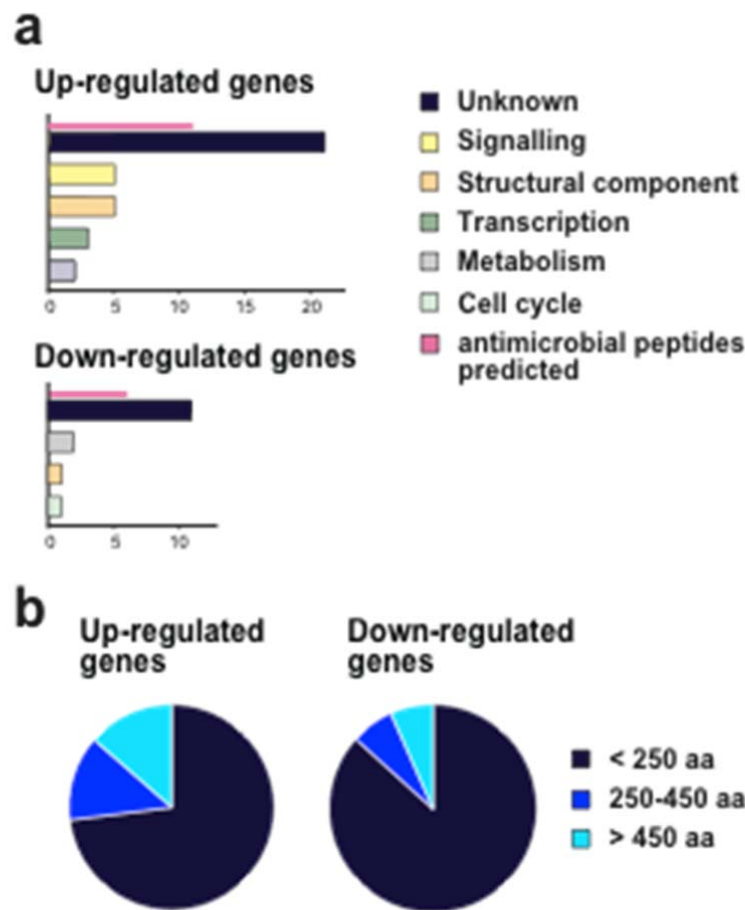 a
Up-regulated genes
0 5 10 15 20
Down-regulated genes
0 5 10
Unknown
Signalling
Structural component
Transcription
Metabolism
Cell cycle
antimicrobial peptides
predicted
b
Up-regulated
genes
Down-regulated
genes
< 250 aa
250-450 aa
> 450 aa